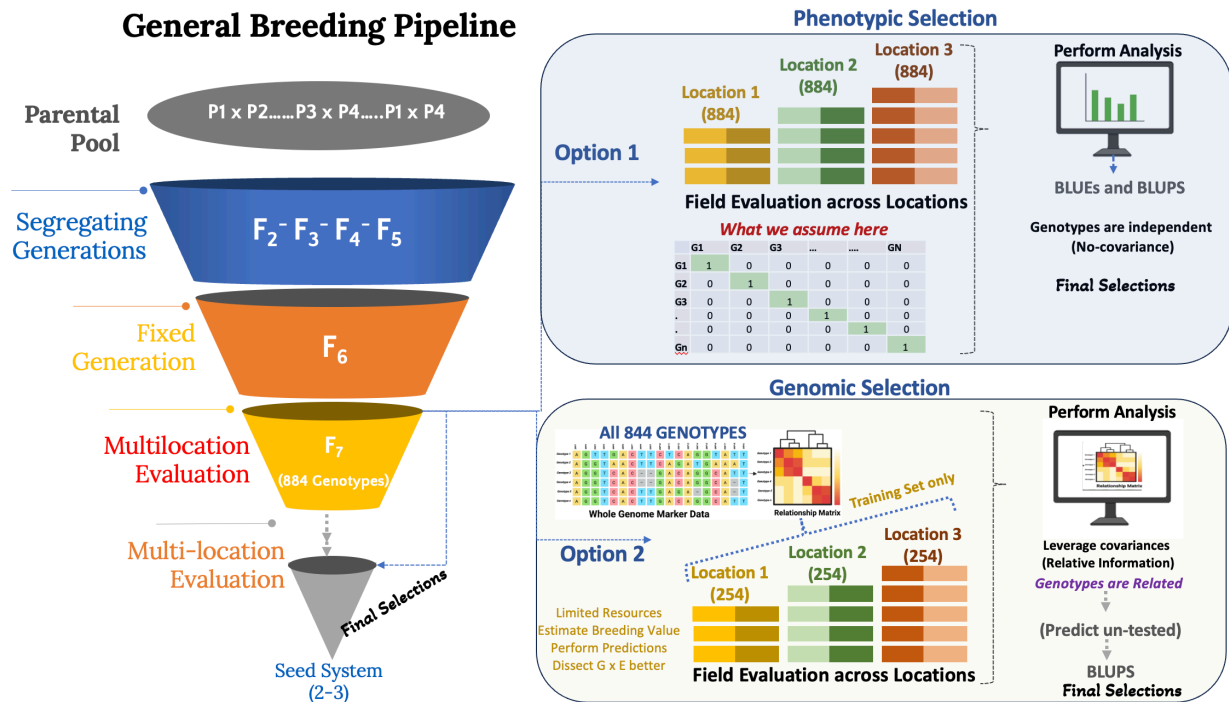 General Breeding Pipeline
Parental
Pool
P1 x P2......P3 x P4.....P1 x P4
Segregating
Generations
F2- F3- F4- F5
Fixed
Generation
F6
Multilocation
Evaluation
F7
(884 Genotypes)
Multi-location
Evaluation
Final Selections
Seed System
(2-3)
Phenotypic Selection
Option 1
Location 1
(884)
Location 2
(884)
Location 3
(884)
Field Evaluation across Locations
What we assume here
G1 G2 G3 ... .... GN
G1 1 0 0 0 0 0
G2 0 1 0 0 0 0
G3 0 0 1 0 0 0
. 0 0 0 1 0 0
. 0 0 0 0 1 0
Gn 0 0 0 0 0 1
Perform Analysis
BLUEs and BLUPS
Genotypes are independent
(No-covariance)
Final Selections
Genomic Selection
Option 2
All 844 GENOTYPES
Whole Genome Marker Data
Relationship Matrix
Training Set only
Location 1
(254)
Location 2
(254)
Location 3
(254)
Limited Resources
Estimate Breeding Value
Perform Predictions
Dissect G x E better
Field Evaluation across Locations
Perform Analysis
Relationship Matrix
Leverage covariances
(Relative Information)
Genotypes are Related
(Predict un-tested)
BLUPS
Final Selections